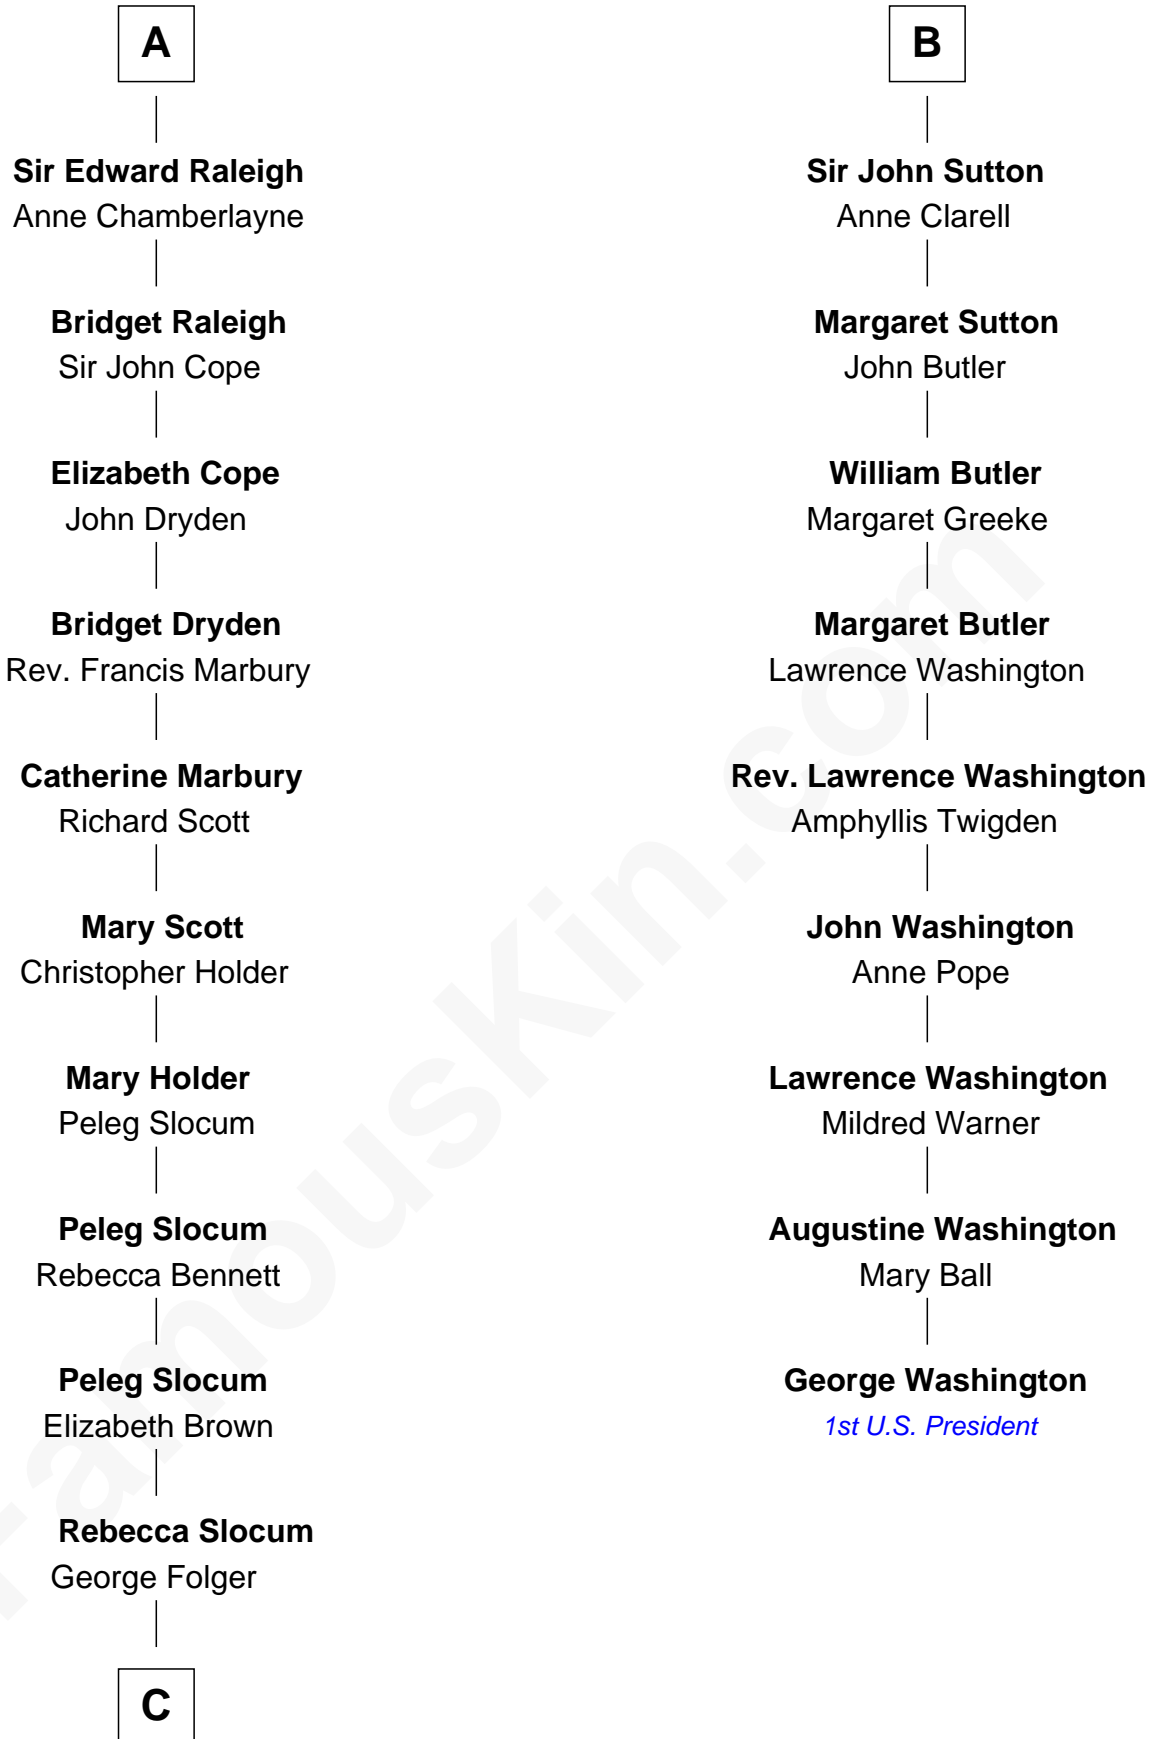 A
Sir Edward Raleigh
Anne Chamberlayne
Bridget Raleigh
Sir John Cope
Elizabeth Cope
John Dryden
Bridget Dryden
Rev. Francis Marbury
Catherine Marbury
Richard Scott
Mary Scott
Christopher Holder
Mary Holder
Peleg Slocum
Peleg Slocum
Rebecca Bennett
Peleg Slocum
Elizabeth Brown
Rebecca Slocum
George Folger
C
B
Sir John Sutton
Anne Clarell
Margaret Sutton
John Butler
William Butler
Margaret Greeke
Margaret Butler
Lawrence Washington
Rev. Lawrence Washington
Amphyllis Twigden
John Washington
Anne Pope
Lawrence Washington
Mildred Warner
Augustine Washington
Mary Ball
George Washington
1st U.S. President
FamousKin.com